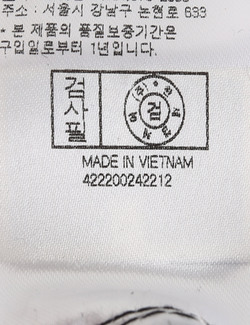 주소 : 서울시 강남구 논현로 633
* 본 제품의 품질보증기간은
구입일로부터 1년입니다.
검사필
(주)
검
MADE IN VIETNAM
422200242212